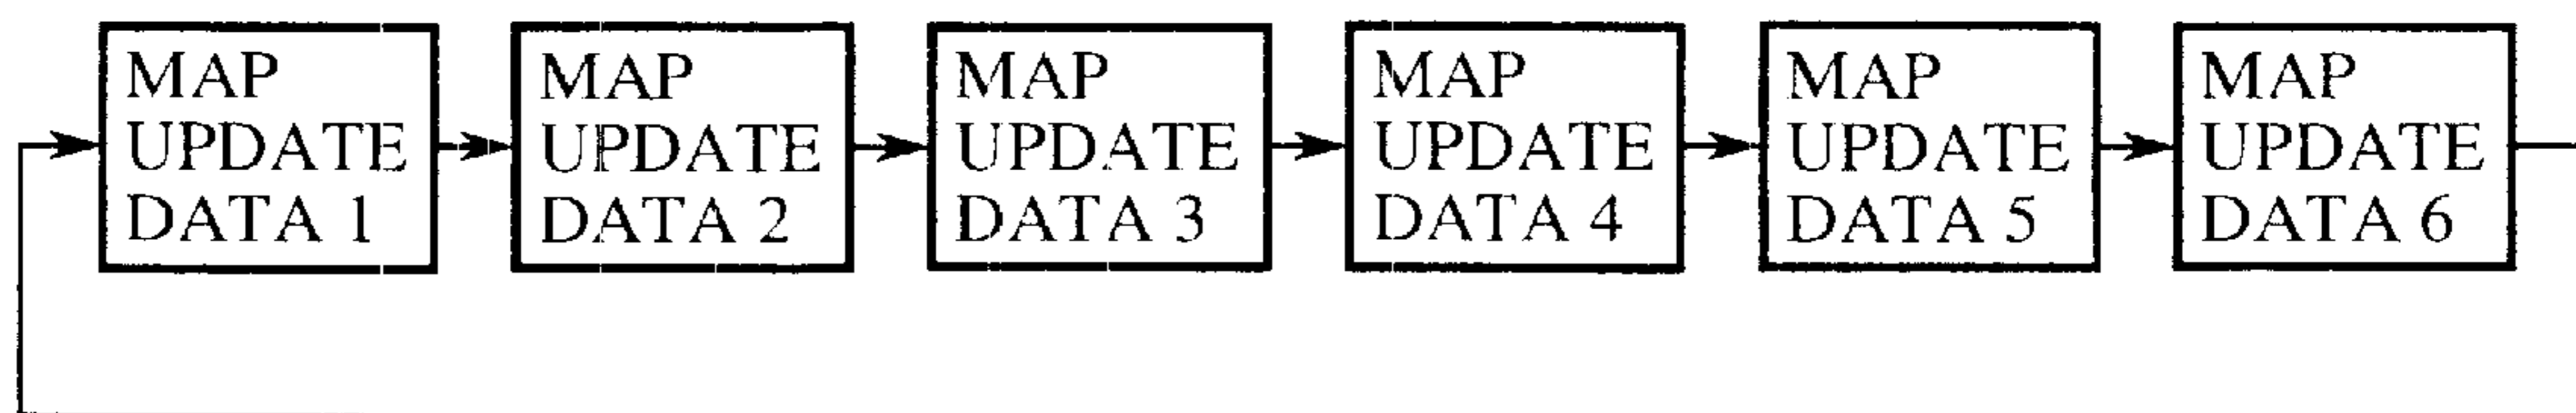 MAP
UPDATE
DATA 1
MAP
UPDATE
DATA 2
MAP
UPDATE
DATA 3
MAP
UPDATE
DATA 4
MAP
UPDATE
DATA 5
MAP
UPDATE
DATA 6